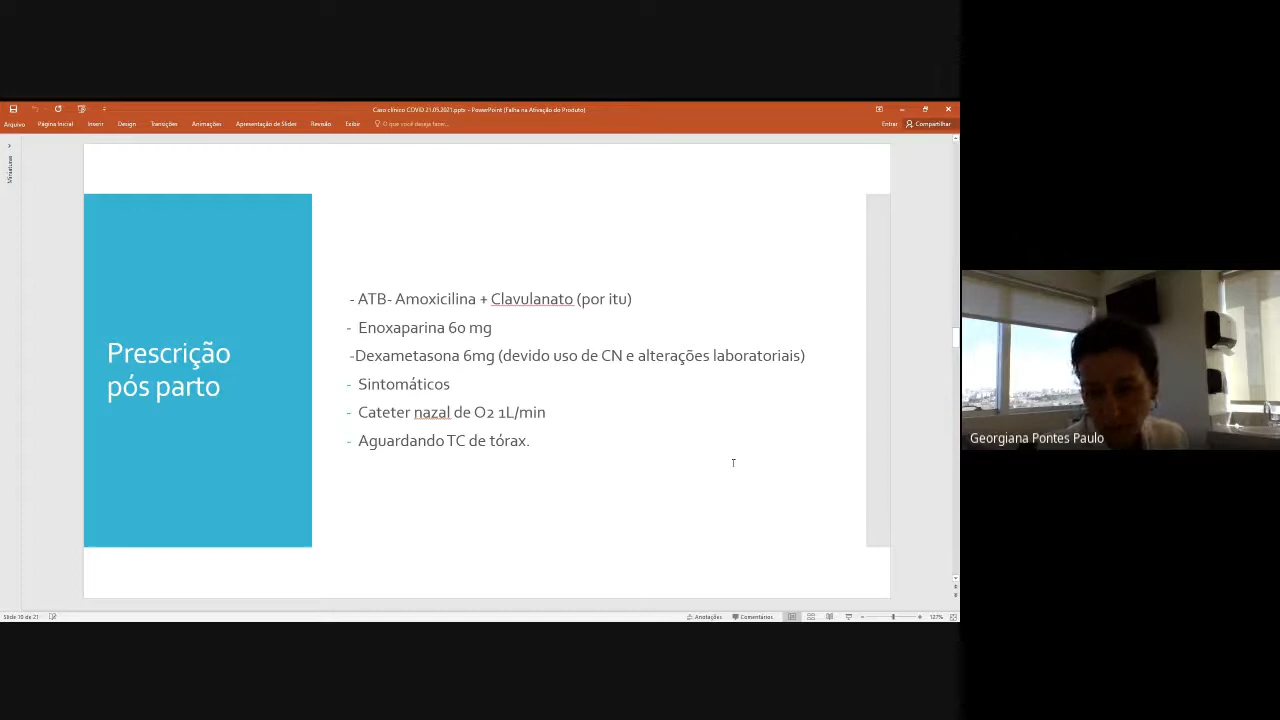 Caso clínico COVID 21.05.2021.pptx - PowerPoint (Falha na Ativação do Produto)
Arquivo Página Inicial Inserir Design Transições Animações Apresentação de Slides Revisão Exibir O que você deseja fazer... Entrar Compartilhar
Miniaturas
Prescrição
pós parto
- ATB- Amoxicilina + Clavulanato (por itu)
- Enoxaparina 60 mg
-Dexametasona 6mg (devido uso de CN e alterações laboratoriais)
- Sintomáticos
- Cateter nazal de O2 1L/min
- Aguardando TC de tórax.
Georgiana Pontes Paulo
Slide 10 de 21 Anotações Comentários 127%